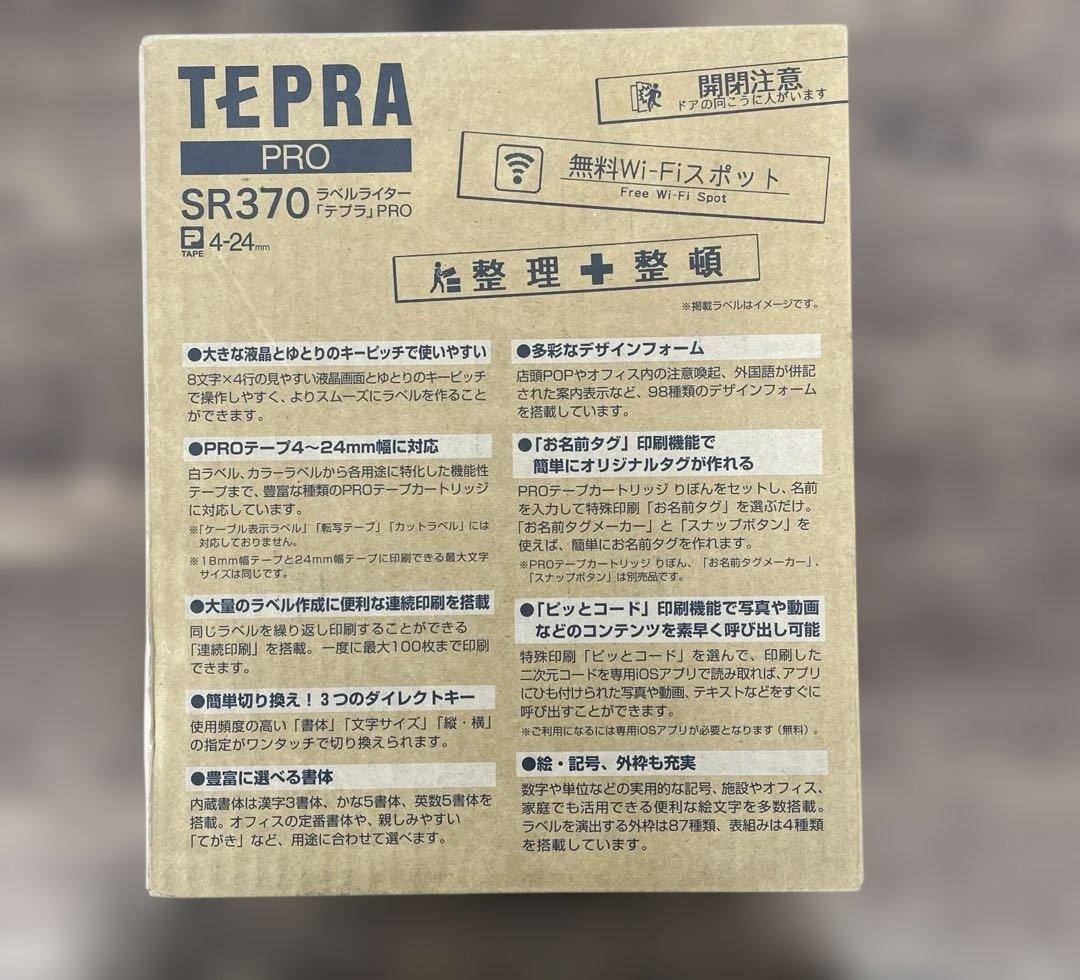 TEPRA
PRO
SR370
ラベルライター
「テプラ」PRO
TAPE
4-24mm
開閉注意
ドアの向こうに人がいます
無料Wi-Fiスポット
Free Wi-Fi Spot
整理+整頓
※掲載ラベルはイメージです。
●大きな液晶とゆとりのキーピッチで使いやすい
8文字×4行の見やすい液晶画面とゆとりのキーピッチ
で操作しやすく、よりスムーズにラベルを作ること
ができます。
●PROテープ4〜24mm幅に対応
白ラベル、カラーラベルから各用途に特化した機能性
テープまで、豊富な種類のPROテープカートリッジ
に対応しています。
※「ケーブル表示ラベル」「転写テープ」「カットラベル」には
対応しておりません。
※18mm幅テープと24mm幅テープに印刷できる最大文字
サイズは同じです。
●大量のラベル作成に便利な連続印刷を搭載
同じラベルを繰り返し印刷することができる
「連続印刷」を搭載。一度に最大100枚まで印刷
できます。
●簡単切り換え!3つのダイレクトキー
使用頻度の高い「書体」「文字サイズ」「縦・横」
の指定がワンタッチで切り換えられます。
●豊富に選べる書体
内蔵書体は漢字3書体、かな5書体、英数5書体を
搭載。オフィスの定番書体や、親しみやすい
「てがき」など、用途に合わせて選べます。
●多彩なデザインフォーム
店頭POPやオフィス内の注意喚起、外国語が併記
された案内表示など、98種類のデザインフォーム
を搭載しています。
●「お名前タグ」印刷機能で
簡単にオリジナルタグが作れる
PROテープカートリッジ りぼんをセットし、名前
を入力して特殊印刷「お名前タグ」を選ぶだけ。
「お名前タグメーカー」と「スナップボタン」を
使えば、簡単にお名前タグを作れます。
※PROテープカートリッジ りぼん、「お名前タグメーカー」、
「スナップボタン」は別売品です。
●「ピッとコード」印刷機能で写真や動画
などのコンテンツを素早く呼び出し可能
特殊印刷「ピッとコード」を選んで、印刷した
二次元コードを専用iOSアプリで読み取れば、アプリ
にひも付けられた写真や動画、テキストなどをすぐに
呼び出すことができます。
※ご利用になるには専用iOSアプリが必要となります(無料)。
●絵・記号、外枠も充実
数字や単位などの実用的な記号、施設やオフィス、
家庭でも活用できる便利な絵文字を多数搭載。
ラベルを演出する外枠は87種類、表組みは4種類
を搭載しています。